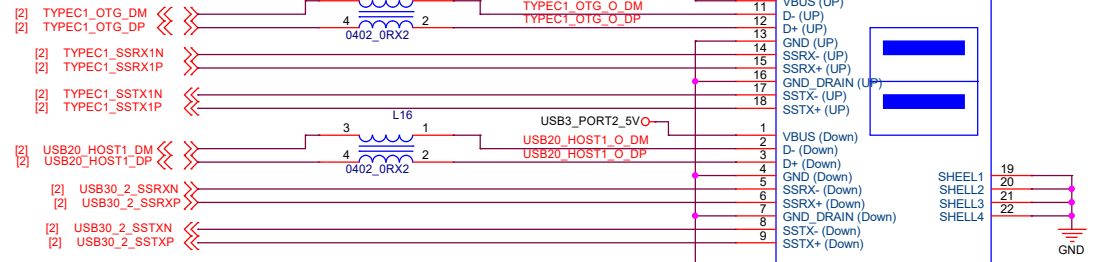 VBUS (UP)
[2] TYPEC1_OTG_DM TYPEC1_OTG_O_DM 11 D- (UP)
[2] TYPEC1_OTG_DP 4 2 TYPEC1_OTG_O_DP 12 D+ (UP)
0402_0RX2 13 GND (UP)
[2] TYPEC1_SSRX1N 14 SSRX- (UP)
[2] TYPEC1_SSRX1P 15 SSRX+ (UP)
16 GND_DRAIN (UP)
[2] TYPEC1_SSTX1N 17 SSTX- (UP)
[2] TYPEC1_SSTX1P 18 SSTX+ (UP)
L16
USB3_PORT2_5V
3 1 1 VBUS (Down)
[2] USB20_HOST1_DM USB20_HOST1_O_DM 2 D- (Down)
[2] USB20_HOST1_DP 4 2 USB20_HOST1_O_DP 3 D+ (Down)
0402_0RX2 4 GND (Down) SHEEL1 19
[2] USB30_2_SSRXN 5 SSRX- (Down) SHELL2 20
[2] USB30_2_SSRXP 6 SSRX+ (Down) SHELL3 21
7 GND_DRAIN (Down) SHELL4 22
[2] USB30_2_SSTXN 8 SSTX- (Down)
[2] USB30_2_SSTXP 9 SSTX+ (Down)
GND